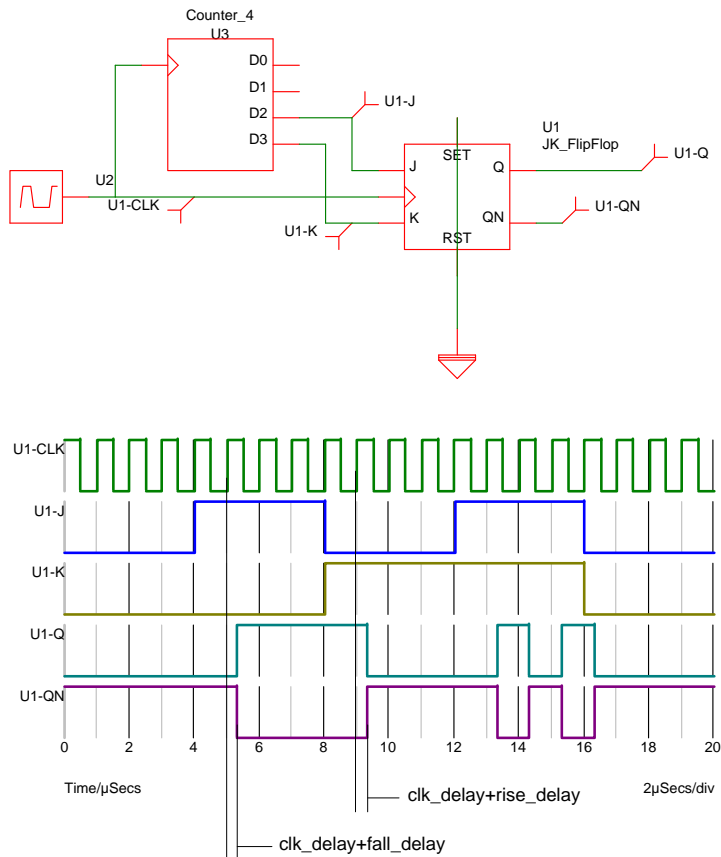 Counter_4
U3
D0
D1
D2
D3
U1-J
U2
U1-CLK
U1-K
U1
JK_FlipFlop
SET
J
Q
K
QN
RST
U1-Q
U1-QN
U1-CLK
U1-J
U1-K
U1-Q
U1-QN
0 2 4 6 8 10 12 14 16 18 20
Time/µSecs 2µSecs/div
clk_delay+rise_delay
clk_delay+fall_delay